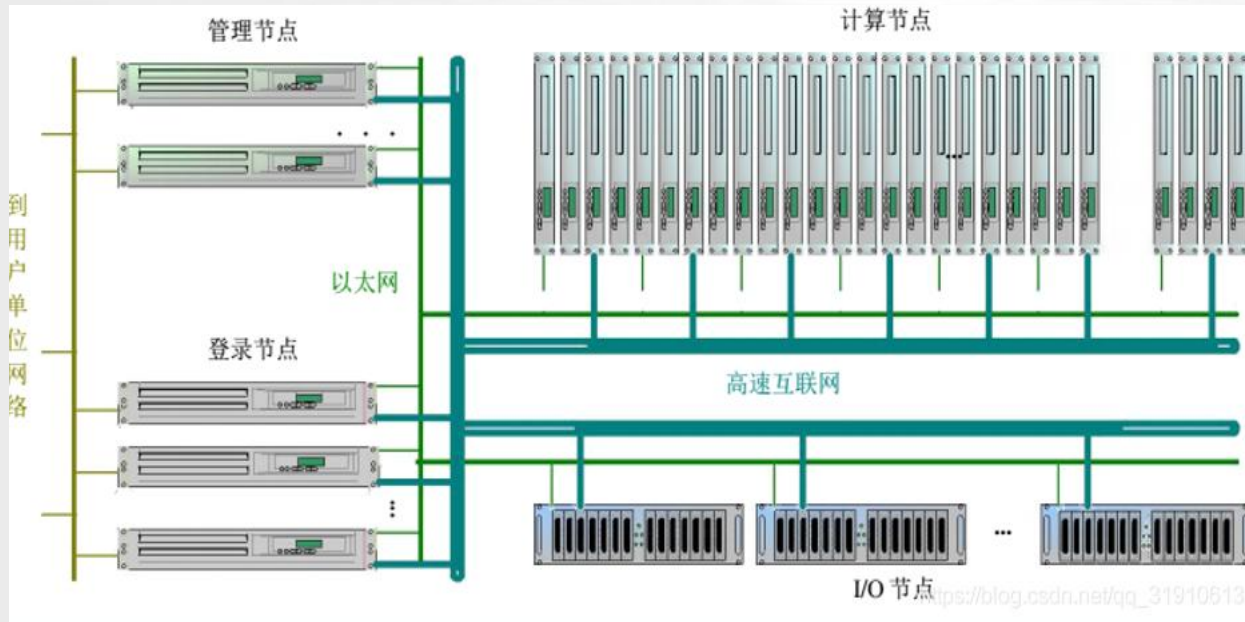 管理节点
计算节点
到用户单位网络
以太网
登录节点
高速互联网
I/O 节点
https://blog.csdn.net/qq_31910613